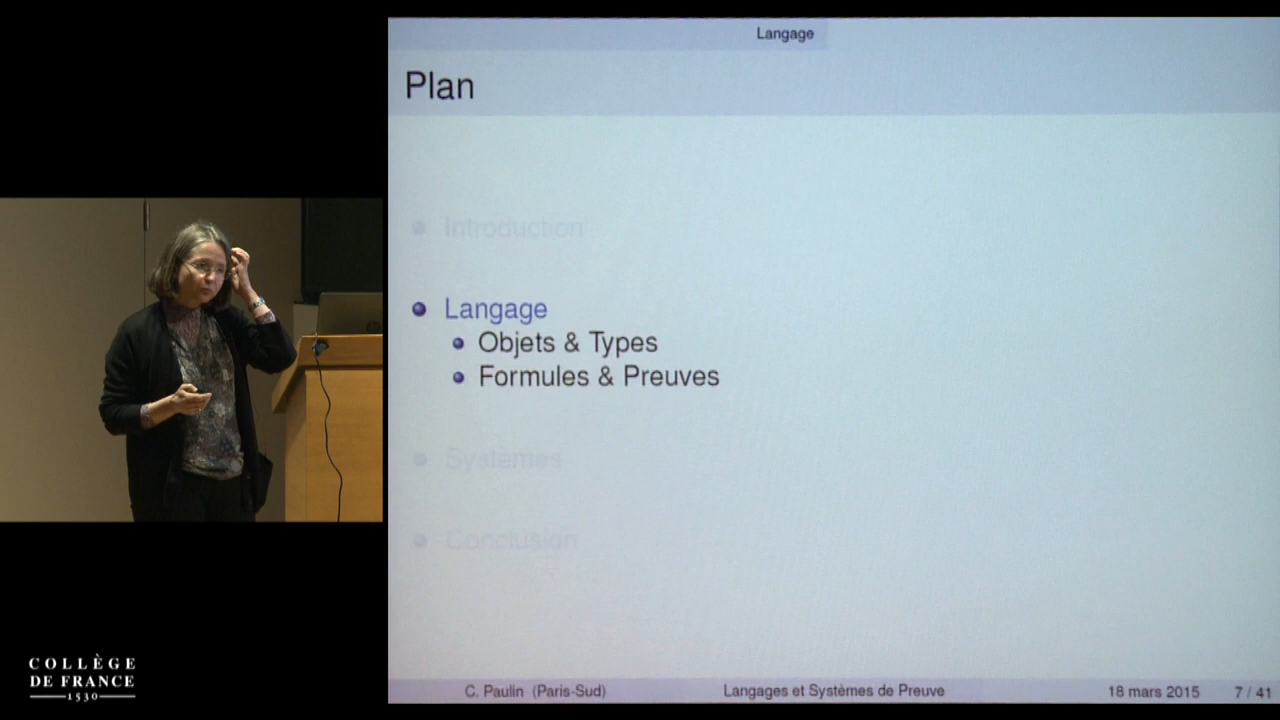 Langage
Plan
Introduction
Langage
Objets & Types
Formules & Preuves
Systèmes
Conclusion
C. Paulin (Paris-Sud) Langages et Systèmes de Preuve 18 mars 2015 7 / 41
COLLÈGE
DE FRANCE
1530